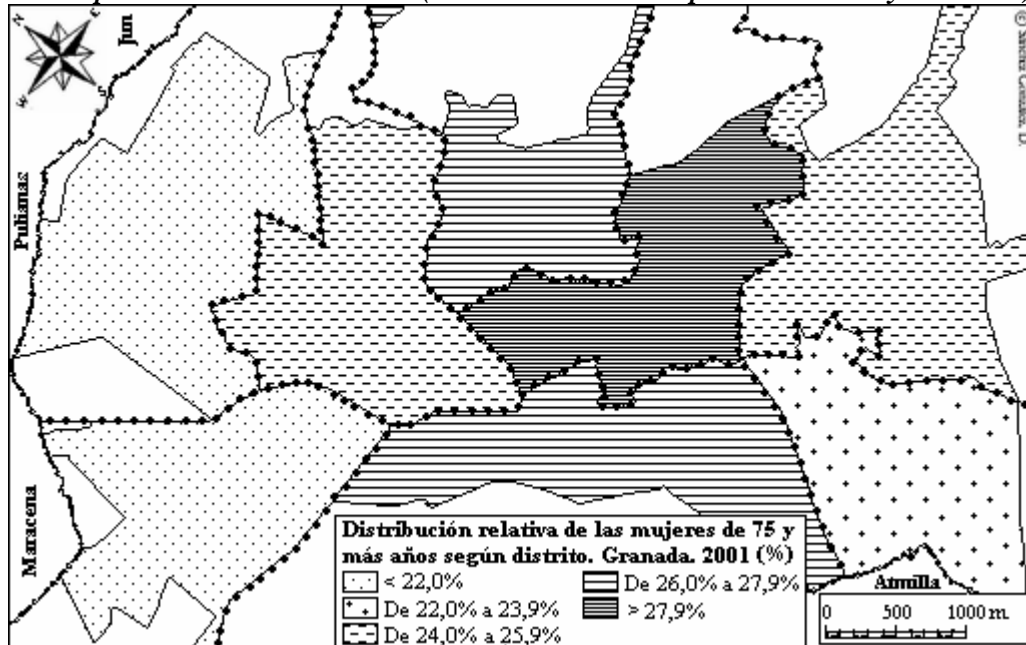 N
E
S
W
Jun
Pulianas
Maracena
Distribución relativa de las mujeres de 75 y
más años según distrito. Granada. 2001 (%)
< 22,0%
De 22,0% a 23,9%
De 24,0% a 25,9%
De 26,0% a 27,9%
> 27,9%
Armilla
0 500 1000 m.